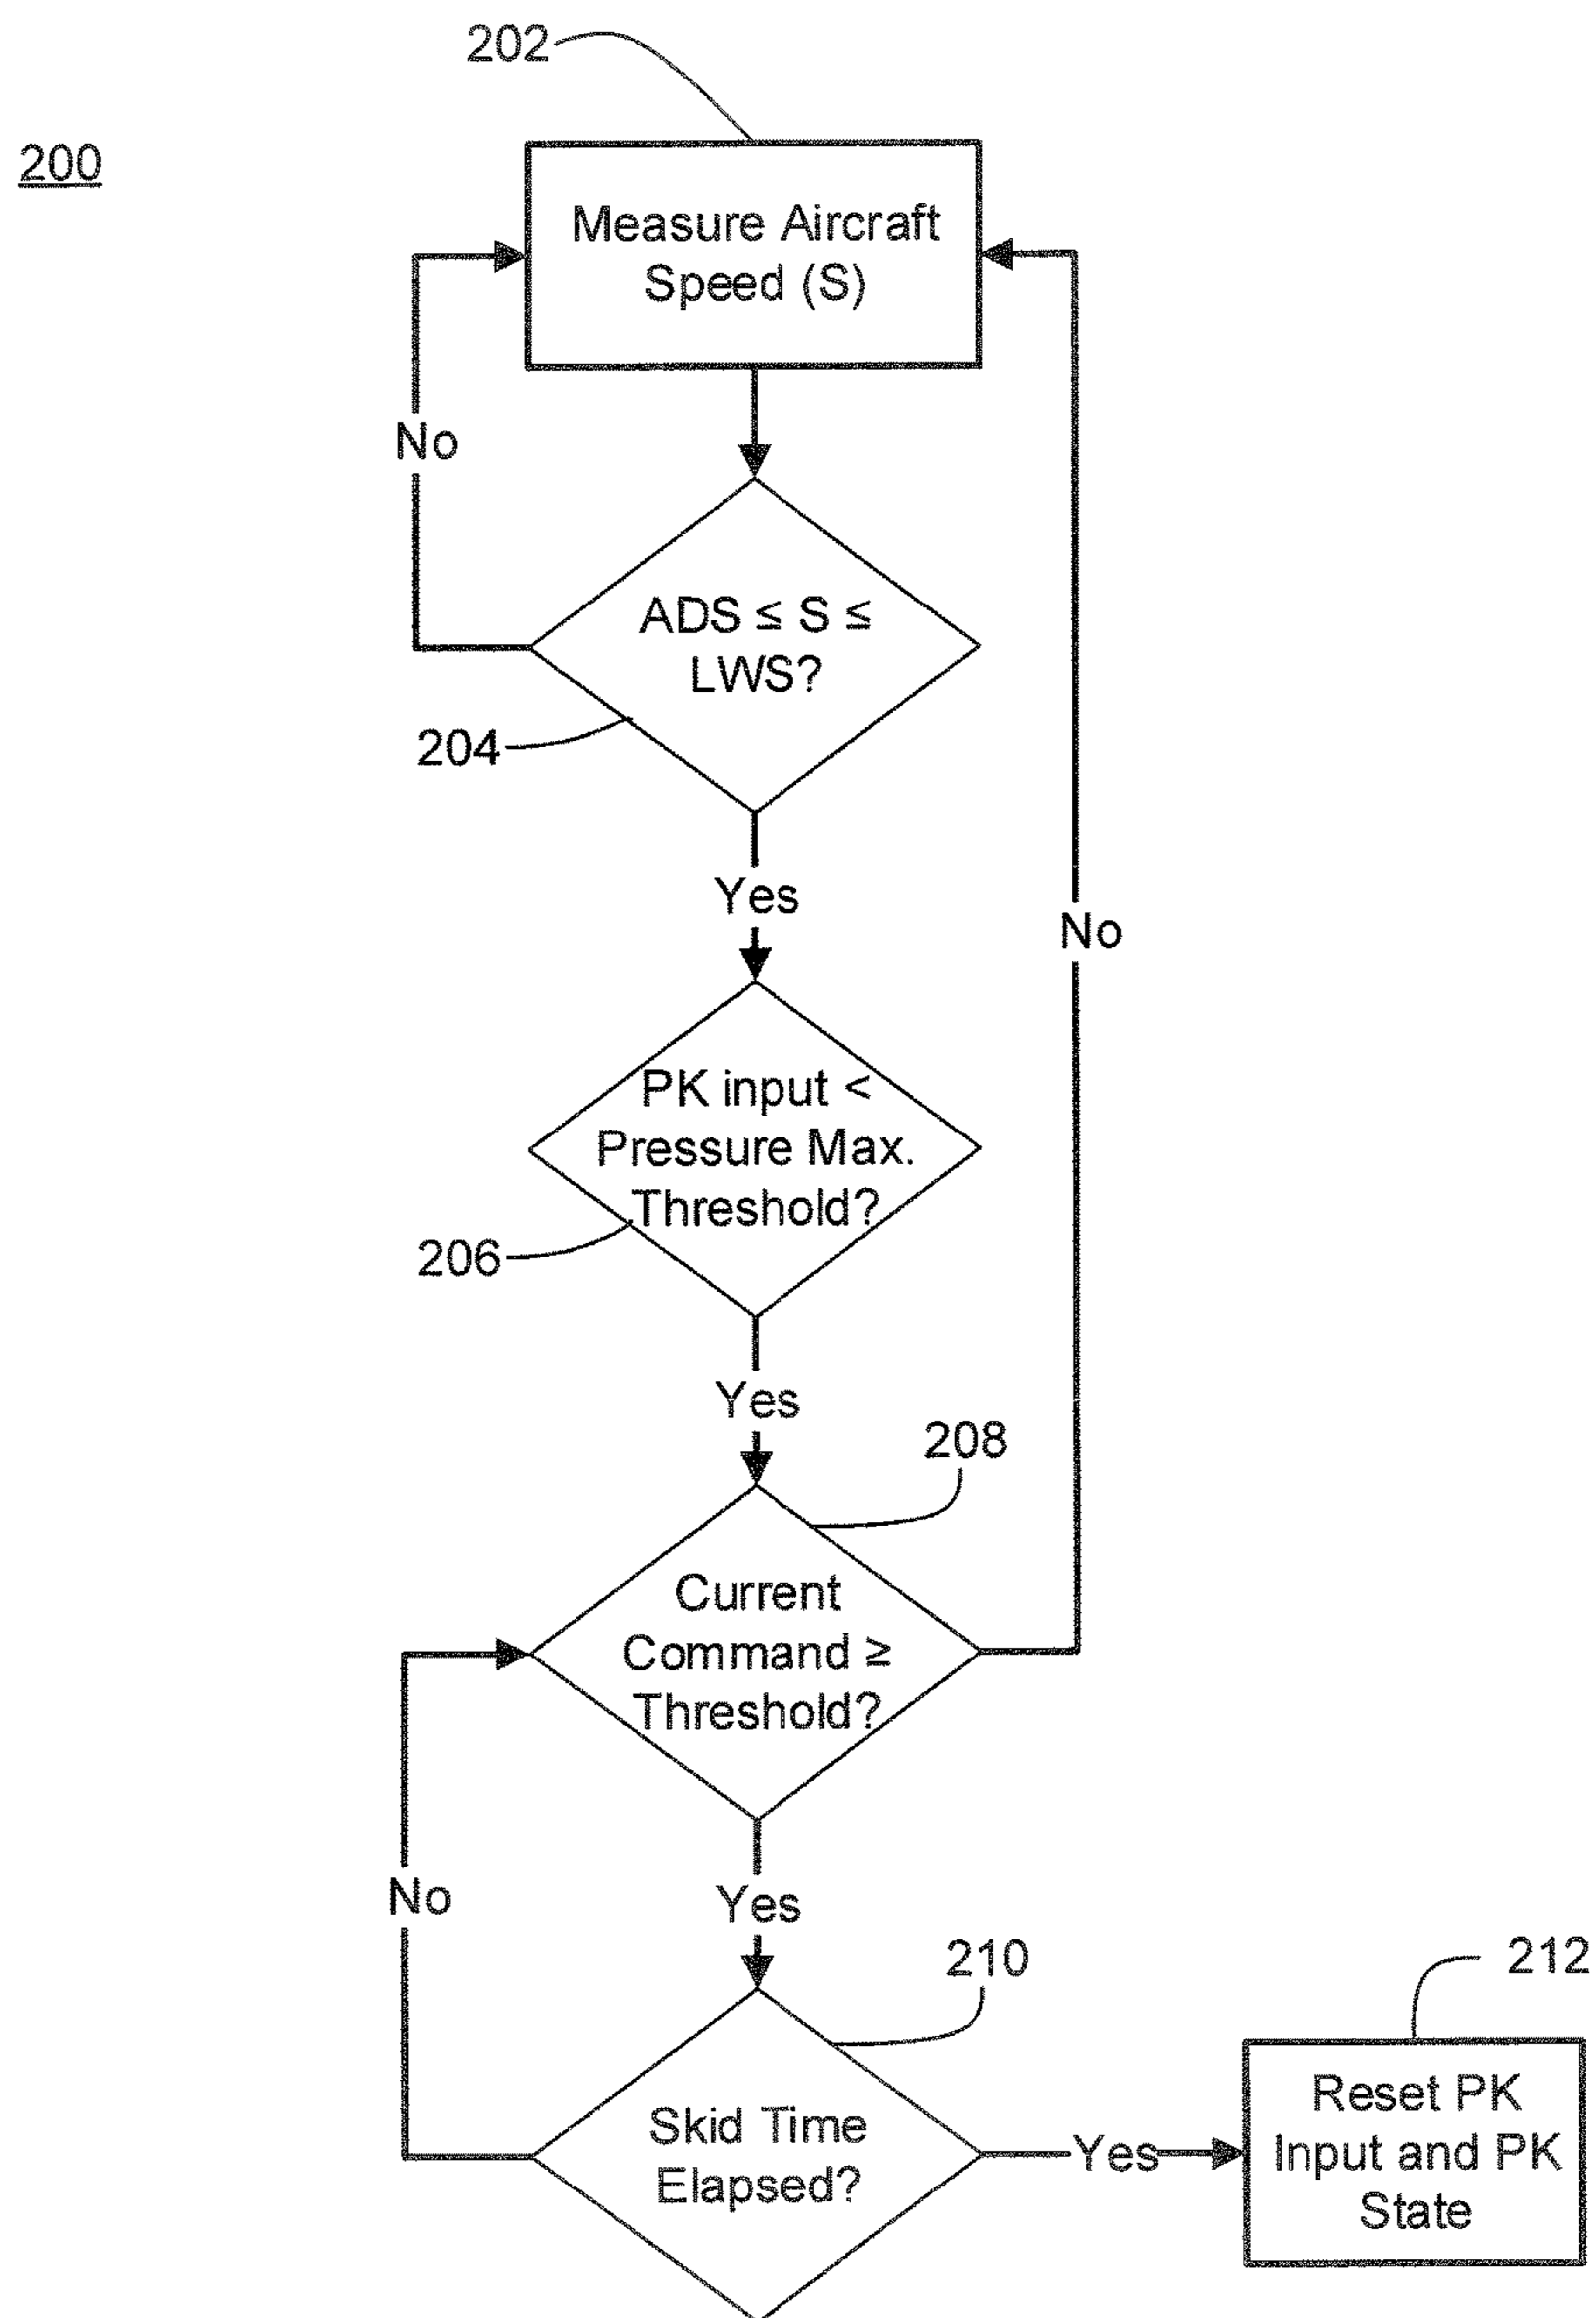 202
200
Measure Aircraft
Speed (S)
No
ADS ≤ S ≤
LWS?
204
Yes
No
PK input <
Pressure Max.
Threshold?
206
Yes
208
Current
Command ≥
Threshold?
No
Yes
210
212
Skid Time
Elapsed?
Yes
Reset PK
Input and PK
State